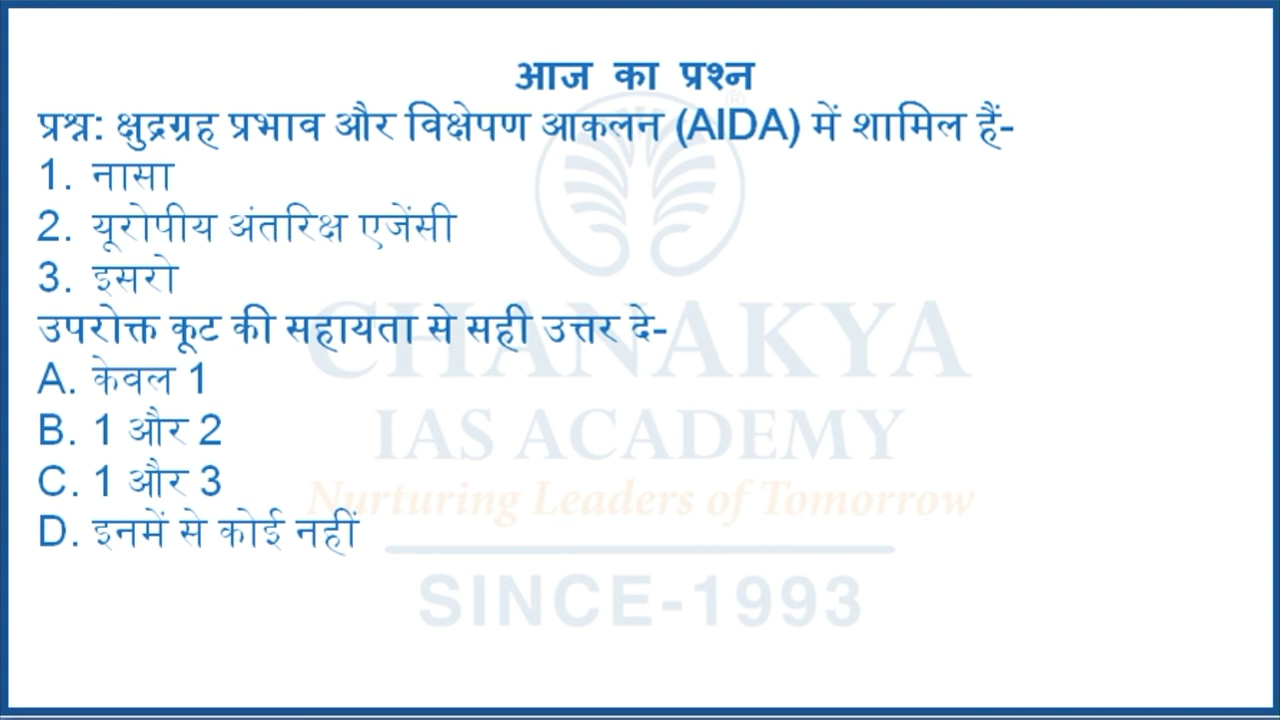 आज का प्रश्न
प्रश्न: क्षुद्रग्रह प्रभाव और विक्षेपण आकलन (AIDA) में शामिल हैं-
1. नासा
2. यूरोपीय अंतरिक्ष एजेंसी
3. इसरो
उपरोक्त कूट की सहायता से सही उत्तर दे-
A. केवल 1
B. 1 और 2
C. 1 और 3
D. इनमें से कोई नहीं
®
CHANAKYA
IAS ACADEMY
Nurturing Leaders of Tomorrow
SINCE-1993